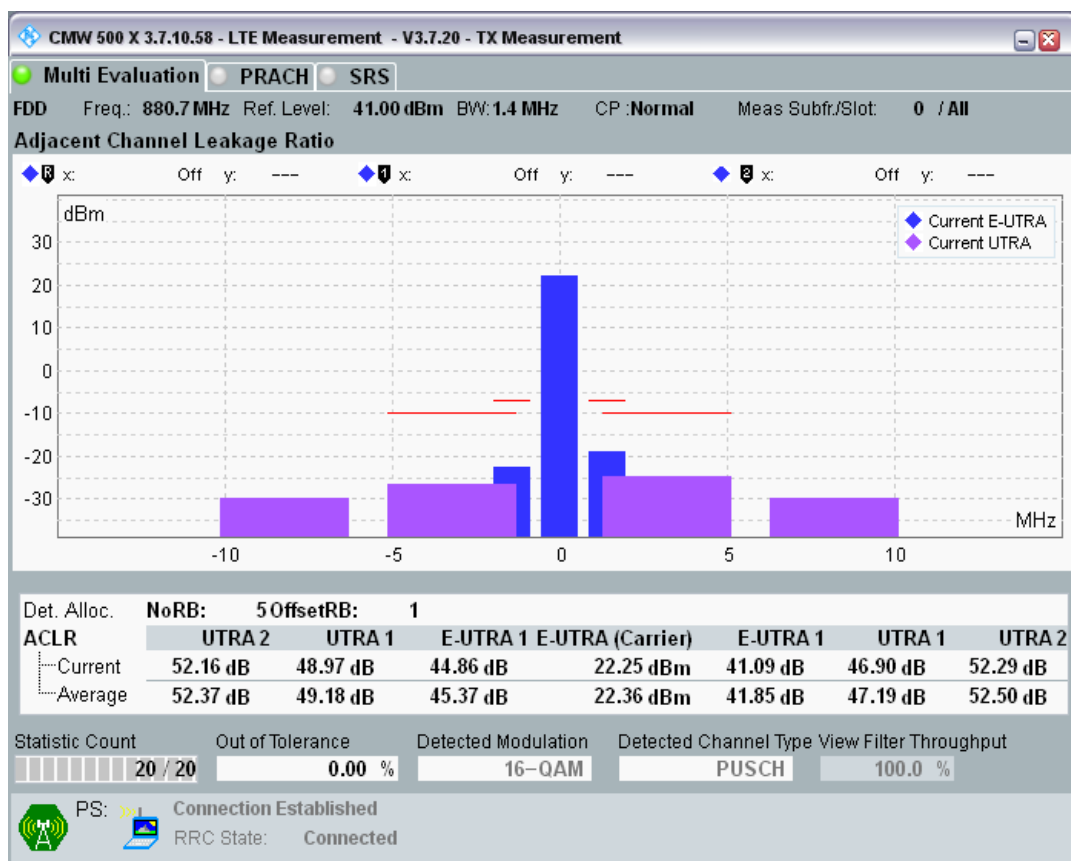 CMW 500 X 3.7.10.58 - LTE Measurement - V3.7.20 - TX Measurement
Multi Evaluation PRACH SRS
FDD Freq.: 880.7 MHz Ref. Level: 41.00 dBm BW: 1.4 MHz CP :Normal Meas Subfr./Slot: 0 / All
Adjacent Channel Leakage Ratio
R x: Off y: --- 1 x: Off y: --- 2 x: Off y: ---
dBm
Current E-UTRA
Current UTRA
30
20
10
0
-10
-20
-30
MHz
-10 -5 0 5 10
Det. Alloc. NoRB: 5 OffsetRB: 1
ACLR UTRA 2 UTRA 1 E-UTRA 1 E-UTRA (Carrier) E-UTRA 1 UTRA 1 UTRA 2
Current 52.16 dB 48.97 dB 44.86 dB 22.25 dBm 41.09 dB 46.90 dB 52.29 dB
Average 52.37 dB 49.18 dB 45.37 dB 22.36 dBm 41.85 dB 47.19 dB 52.50 dB
Statistic Count Out of Tolerance Detected Modulation Detected Channel Type View Filter Throughput
20 / 20 0.00 % 16-QAM PUSCH 100.0 %
PS: Connection Established
RRC State: Connected